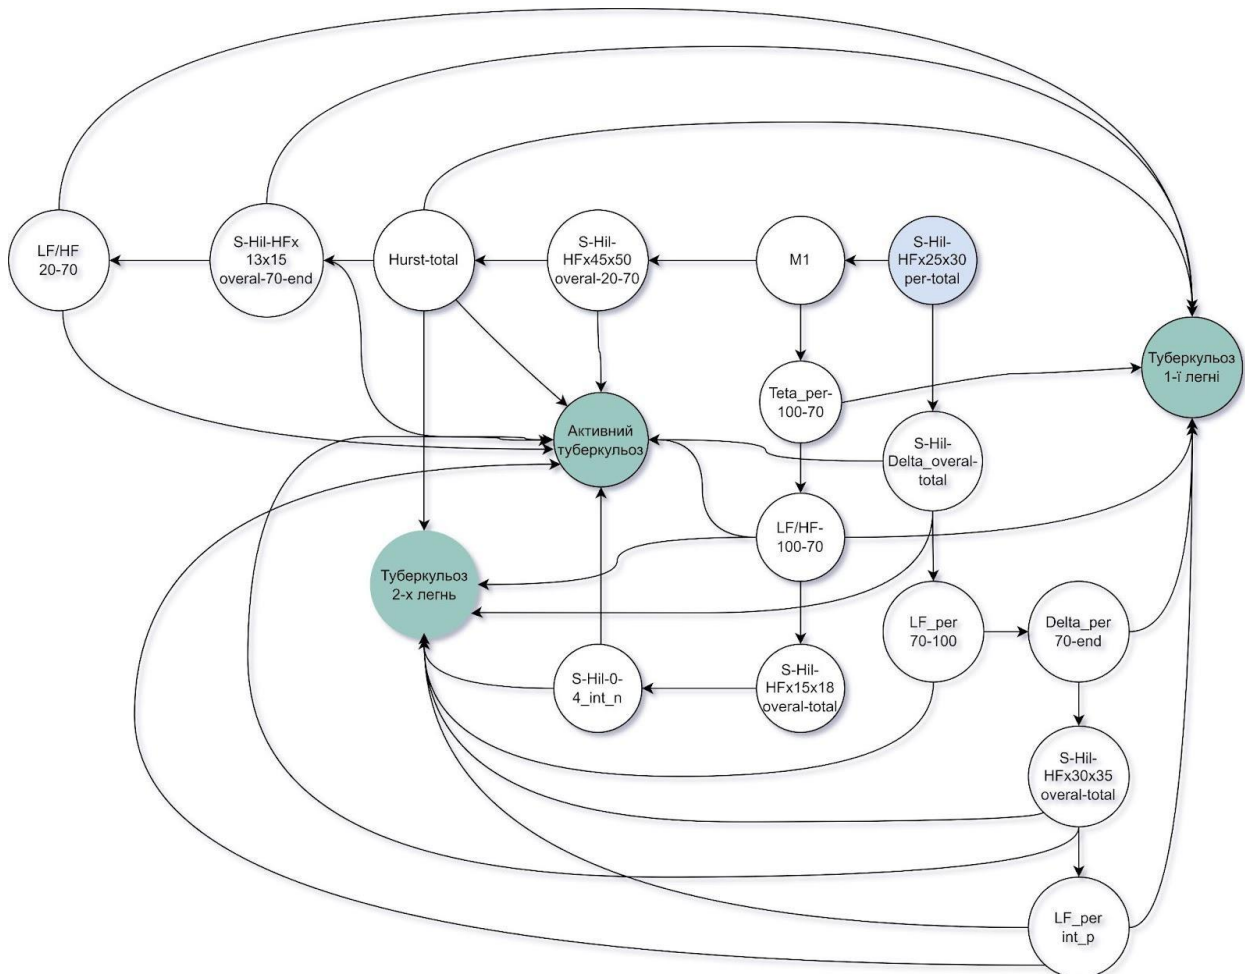 LF/HF
20-70
S-Hil-HFx
13x15
overal-70-end
Hurst-total
S-Hil-
HFx45x50
overal-20-70
M1
S-Hil-
HFx25x30
per-total
Туберкульоз
1-ї легні
Teta_per-
100-70
Активний
туберкульоз
S-Hil-
Delta_overal-
total
LF/HF-
100-70
Туберкульоз
2-х легнь
LF_per
70-100
Delta_per
70-end
S-Hil-0-
4_int_n
S-Hil-
HFx15x18
overal-total
S-Hil-
HFx30x35
overal-total
LF_per
int_p